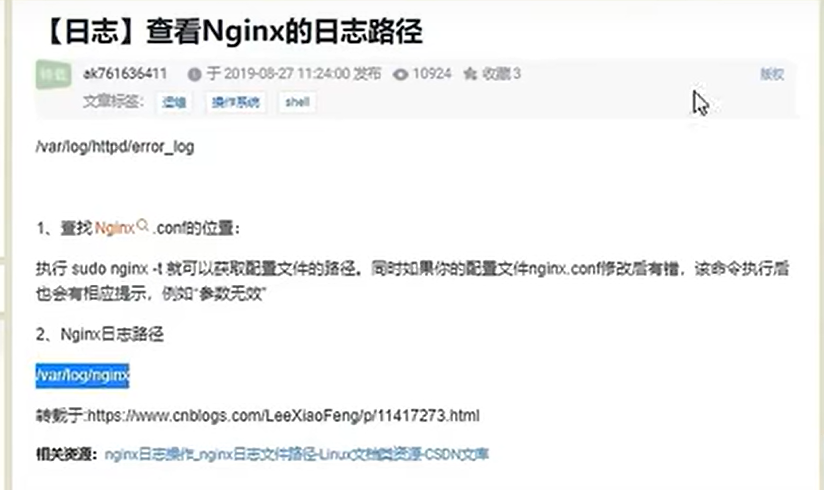 【日志】查看Nginx的日志路径
转载 ak761636411 于 2019-08-27 11:24:00 发布 10924 收藏 3 版权
文章标签： 运维 操作系统 shell
/var/log/httpd/error_log
1、查找 Nginx .conf的位置：
执行 sudo nginx -t 就可以获取配置文件的路径。同时如果你的配置文件nginx.conf修改后有错，该命令执行后
也会有相应提示，例如“参数无效”
2、Nginx日志路径
/var/log/nginx
转载于:https://www.cnblogs.com/LeeXiaoFeng/p/11417273.html
相关资源：nginx日志操作_nginx日志文件路径-Linux文档类资源-CSDN文库